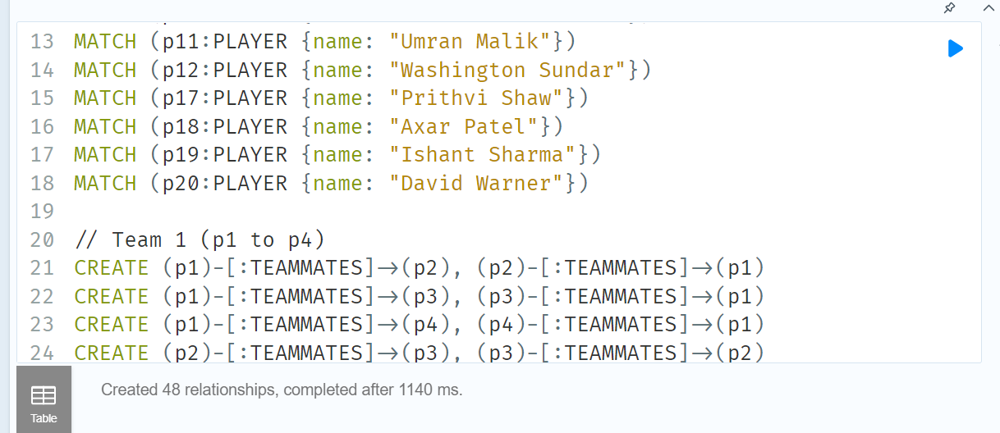 13 MATCH (p11:PLAYER {name: "Umran Malik"})
14 MATCH (p12:PLAYER {name: "Washington Sundar"})
15 MATCH (p17:PLAYER {name: "Prithvi Shaw"})
16 MATCH (p18:PLAYER {name: "Axar Patel"})
17 MATCH (p19:PLAYER {name: "Ishant Sharma"})
18 MATCH (p20:PLAYER {name: "David Warner"})
19
20 // Team 1 (p1 to p4)
21 CREATE (p1)-[:TEAMMATES]->(p2), (p2)-[:TEAMMATES]->(p1)
22 CREATE (p1)-[:TEAMMATES]->(p3), (p3)-[:TEAMMATES]->(p1)
23 CREATE (p1)-[:TEAMMATES]->(p4), (p4)-[:TEAMMATES]->(p1)
24 CREATE (p2)-[:TEAMMATES]->(p3), (p3)-[:TEAMMATES]->(p2)
Created 48 relationships, completed after 1140 ms.
Table